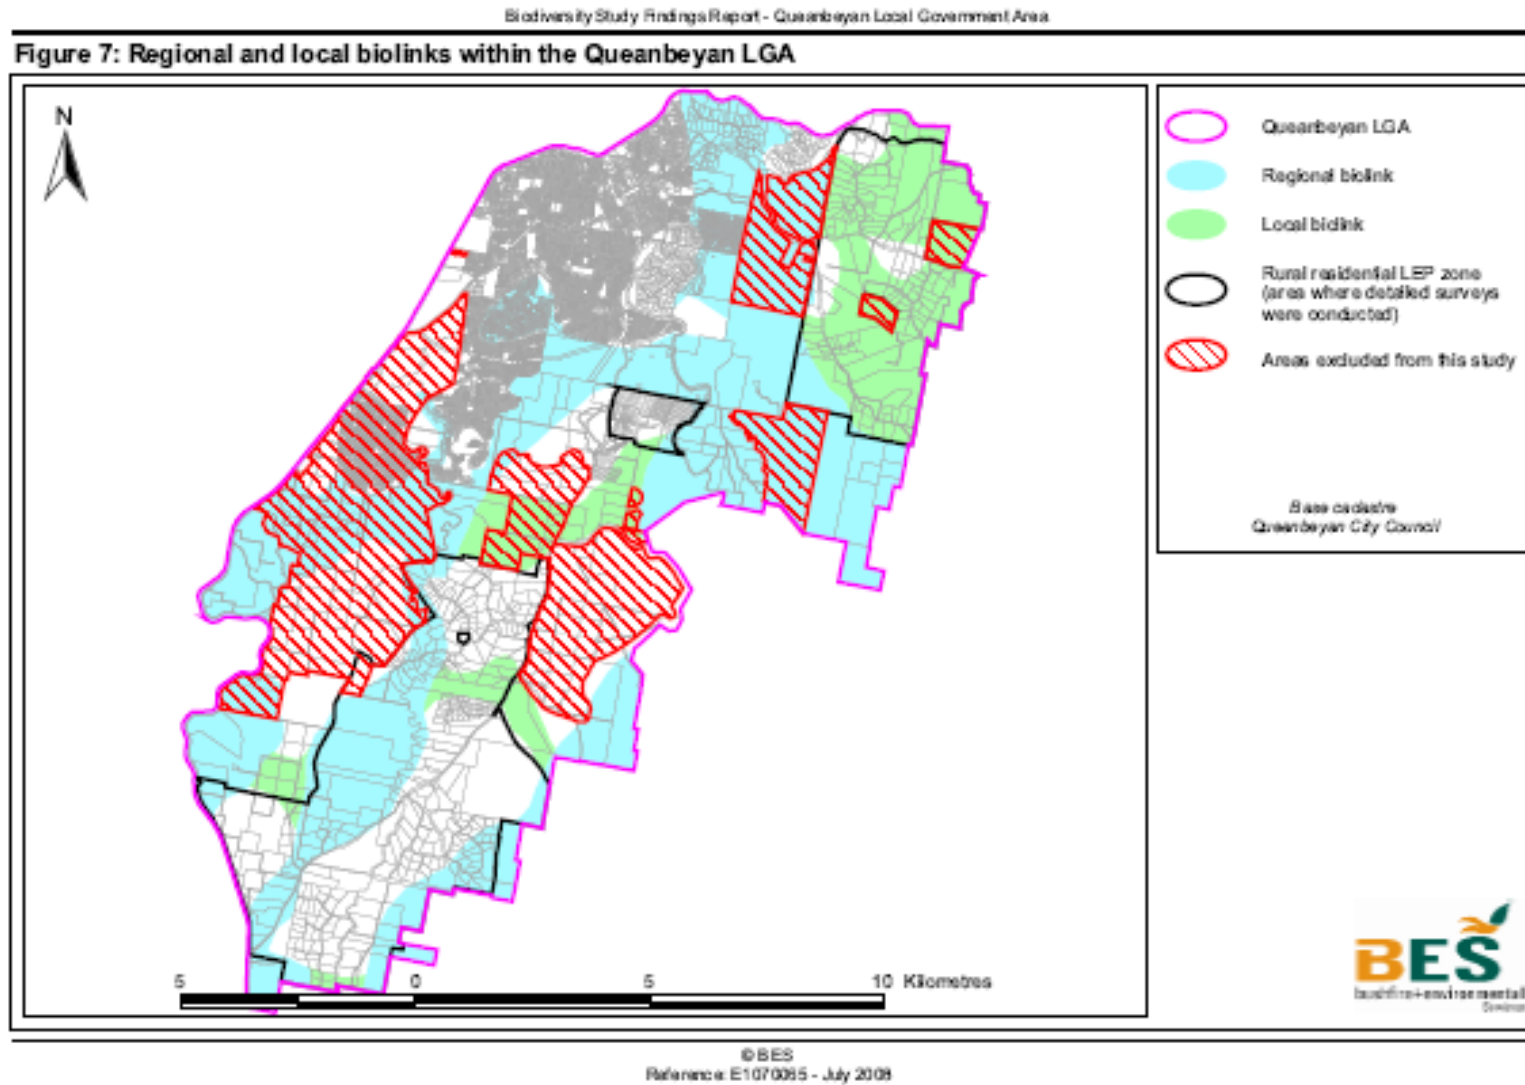 Biodiversity Study Findings Report - Queanbeyan Local Government Area
Figure 7: Regional and local biolinks within the Queanbeyan LGA
N
Queanbeyan LGA
Regional biolink
Local biolink
Rural residential LEP zone
(area where detailed surveys
were conducted)
Areas excluded from this study
Base cadastre
Queanbeyan City Council
5 0 5 10 Kilometres
BES
bushfire+environmental
© BES
Reference: E1070065 - July 2008